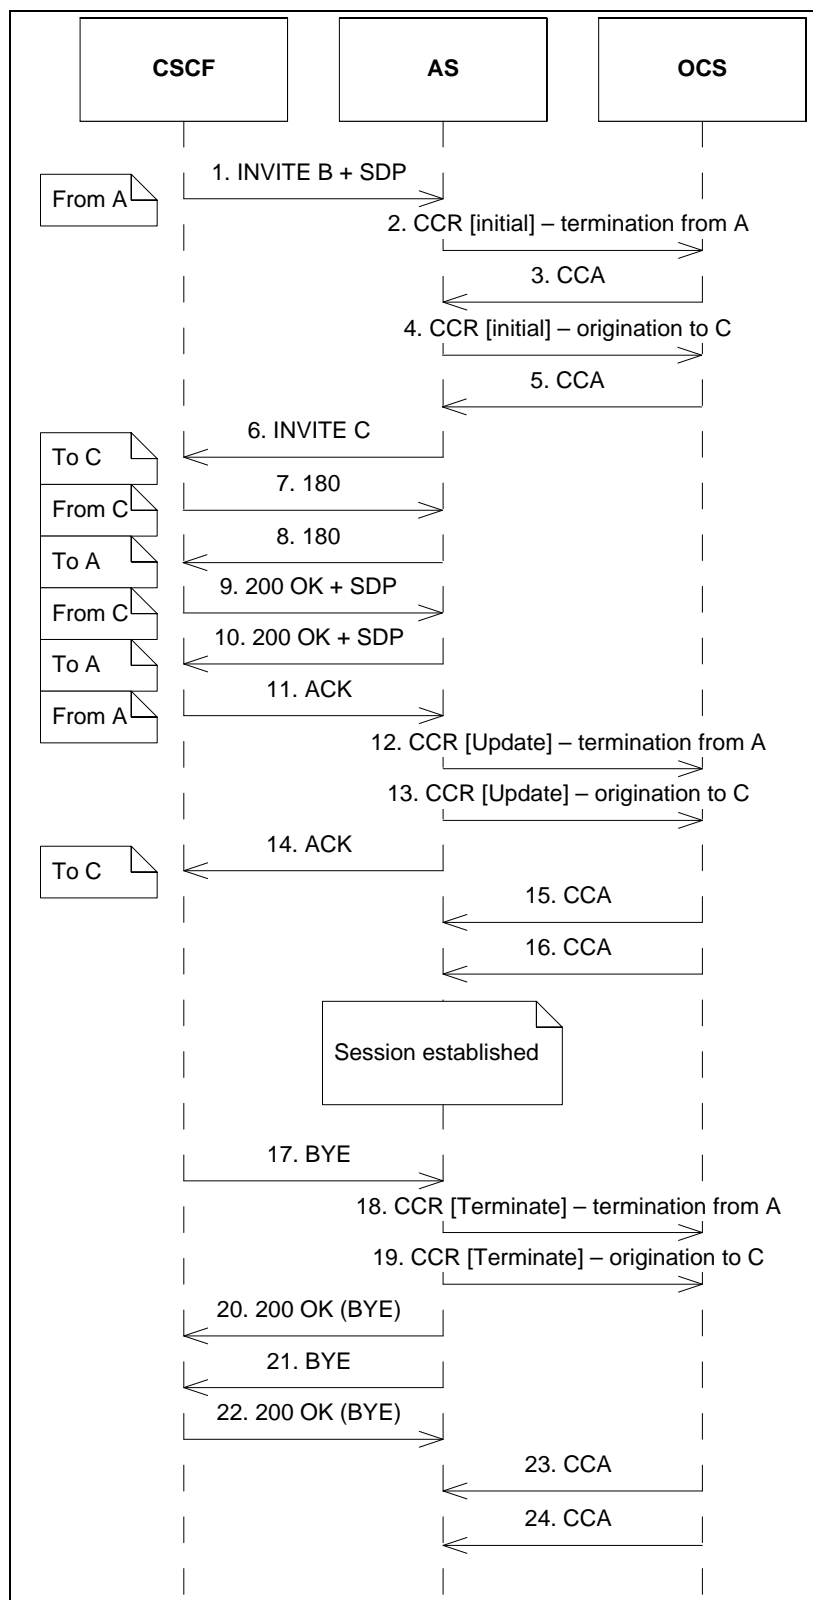 CSCF
AS
OCS
1. INVITE B + SDP
From A
2. CCR [initial] – termination from A
3. CCA
4. CCR [initial] – origination to C
5. CCA
6. INVITE C
To C
7. 180
From C
8. 180
To A
9. 200 OK + SDP
From C
10. 200 OK + SDP
To A
11. ACK
From A
12. CCR [Update] – termination from A
13. CCR [Update] – origination to C
14. ACK
To C
15. CCA
16. CCA
Session established
17. BYE
18. CCR [Terminate] – termination from A
19. CCR [Terminate] – origination to C
20. 200 OK (BYE)
21. BYE
22. 200 OK (BYE)
23. CCA
24. CCA